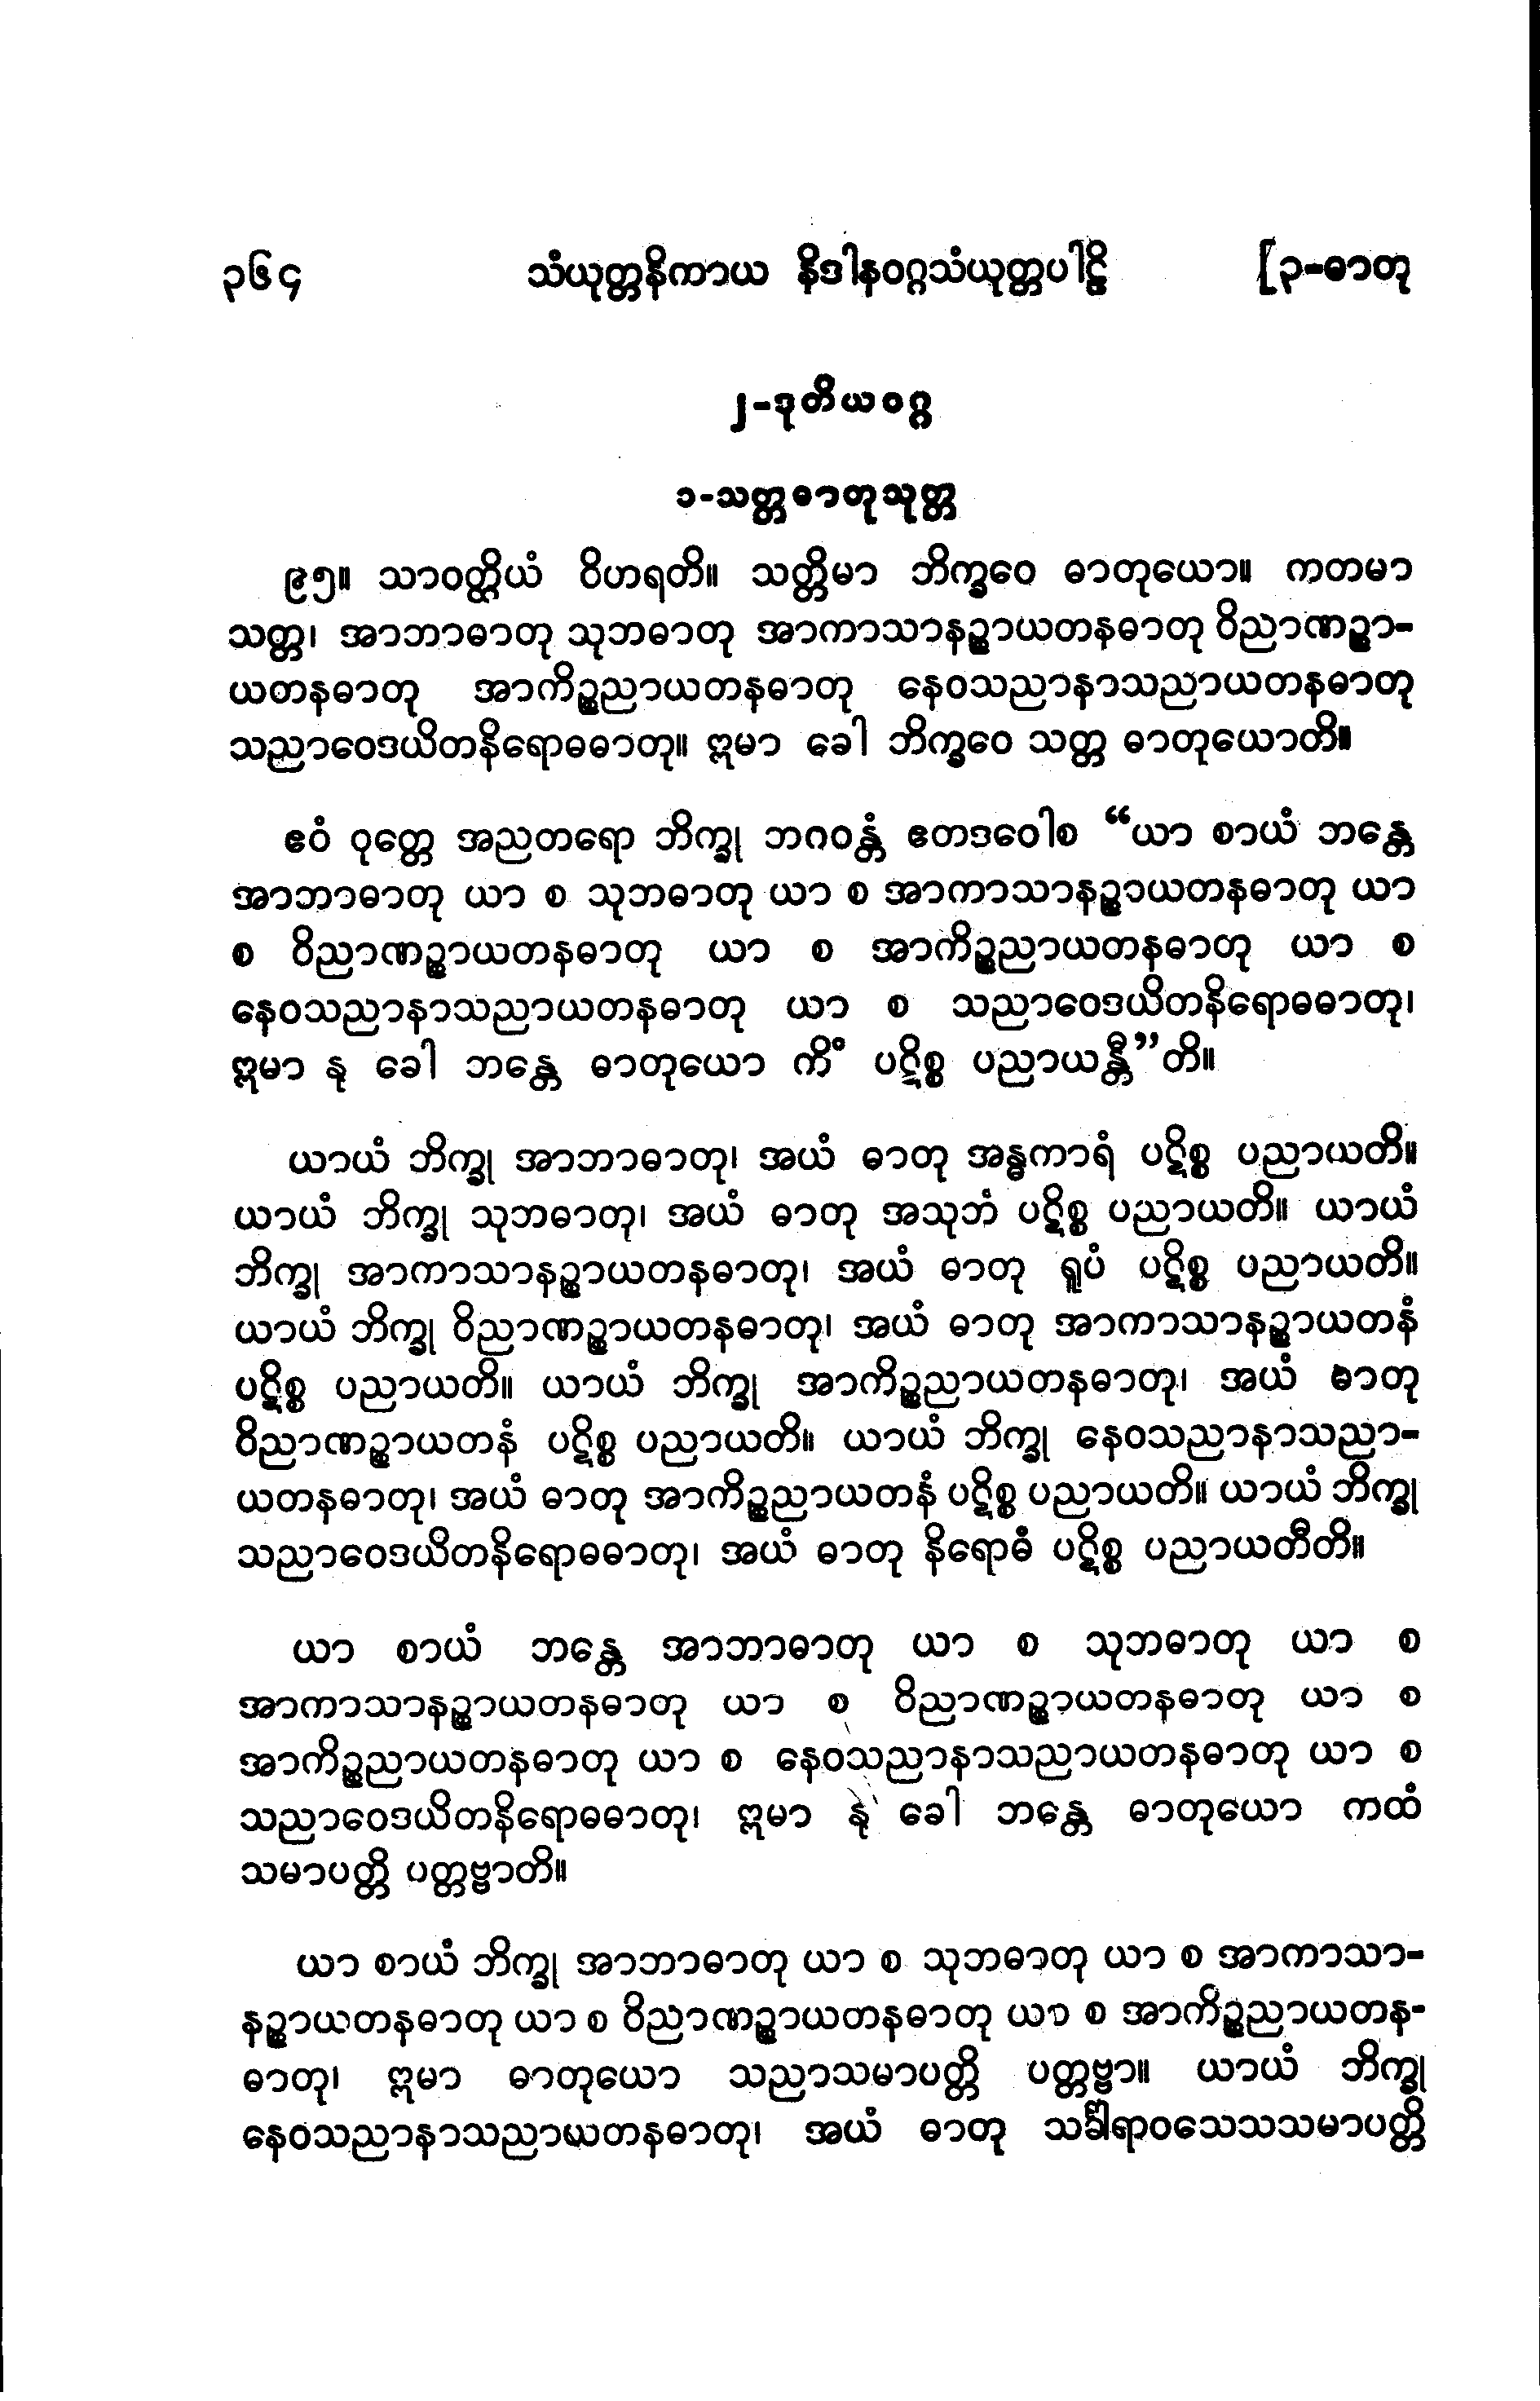 ၃၆၄ သံယုတ္တနိကာယ နိဒါနဝဂ္ဂသံယုတ္တပါဠိ [၃-ဓာတု
၂-ဒုတိယဝဂ္ဂ
၁-သတ္တဓာတုသုတ္တ
၉၅။ သာဝတ္ထိယံ ဝိဟရတိ။ သတ္တိမာ ဘိက္ခဝေ ဓာတုယော။ ကတမာ
သတ္တ၊ အာဘာဓာတု သုဘဓာတု အာကာသာနဉ္စာယတနဓာတု ဝိညာဏဉ္စာ-
ယတနဓာတု အာကိဉ္စညာယတနဓာတု နေဝသညာနာသညာယတနဓာတု
သညာဝေဒယိတနိရောဓဓာတု။ ဣမာ ခေါ ဘိက္ခဝေ သတ္တ ဓာတုယောတိ။
ဧဝံ ဝုတ္တေ အညတရော ဘိက္ခု ဘဂဝန္တံ ဧတဒဝေါစ “ယာ စာယံ ဘန္တေ
အာဘာဓာတု ယာ စ သုဘဓာတု ယာ စ အာကာသာနဉ္စာယတနဓာတု ယာ
စ ဝိညာဏဉ္စာယတနဓာတု ယာ စ အာကိဉ္စညာယတနဓာတု ယာ စ
နေဝသညာနာသညာယတနဓာတု ယာ စ သညာဝေဒယိတနိရောဓဓာတု၊
ဣမာ နု ခေါ ဘန္တေ ဓာတုယော ကိံ ပဋိစ္စ ပညာယန္တီ”တိ။
ယာယံ ဘိက္ခု အာဘာဓာတု၊ အယံ ဓာတု အန္ဓကာရံ ပဋိစ္စ ပညာယတိ။
ယာယံ ဘိက္ခု သုဘဓာတု၊ အယံ ဓာတု အသုဘံ ပဋိစ္စ ပညာယတိ။ ယာယံ
ဘိက္ခု အာကာသာနဉ္စာယတနဓာတု၊ အယံ ဓာတု ရူပံ ပဋိစ္စ ပညာယတိ။
ယာယံ ဘိက္ခု ဝိညာဏဉ္စာယတနဓာတု၊ အယံ ဓာတု အာကာသာနဉ္စာယတနံ
ပဋိစ္စ ပညာယတိ။ ယာယံ ဘိက္ခု အာကိဉ္စညာယတနဓာတု၊ အယံ ဓာတု
ဝိညာဏဉ္စာယတနံ ပဋိစ္စ ပညာယတိ။ ယာယံ ဘိက္ခု နေဝသညာနာသညာ-
ယတနဓာတု၊ အယံ ဓာတု အာကိဉ္စညာယတနံ ပဋိစ္စ ပညာယတိ။ ယာယံ ဘိက္ခု
သညာဝေဒယိတနိရောဓဓာတု၊ အယံ ဓာတု နိရောဓံ ပဋိစ္စ ပညာယတီတိ။
ယာ စာယံ ဘန္တေ အာဘာဓာတု ယာ စ သုဘဓာတု ယာ စ
အာကာသာနဉ္စာယတနဓာတု ယာ စ ဝိညာဏဉ္စာယတနဓာတု ယာ စ
အာကိဉ္စညာယတနဓာတု ယာ စ နေဝသညာနာသညာယတနဓာတု ယာ စ
သညာဝေဒယိတနိရောဓဓာတု၊ ဣမာ နု ခေါ ဘန္တေ ဓာတုယော ကထံ
သမာပတ္တိ ပတ္တဗ္ဗာတိ။
ယာ စာယံ ဘိက္ခု အာဘာဓာတု ယာ စ သုဘဓာတု ယာ စ အာကာသာ-
နဉ္စာယတနဓာတု ယာ စ ဝိညာဏဉ္စာယတနဓာတု ယာ စ အာကိဉ္စညာယတန-
ဓာတု၊ ဣမာ ဓာတုယော သညာသမာပတ္တိ ပတ္တဗ္ဗာ။ ယာယံ ဘိက္ခု
နေဝသညာနာသညာယတနဓာတု၊ အယံ ဓာတု သင်္ခါရာဝသေသသမာပတ္တိ